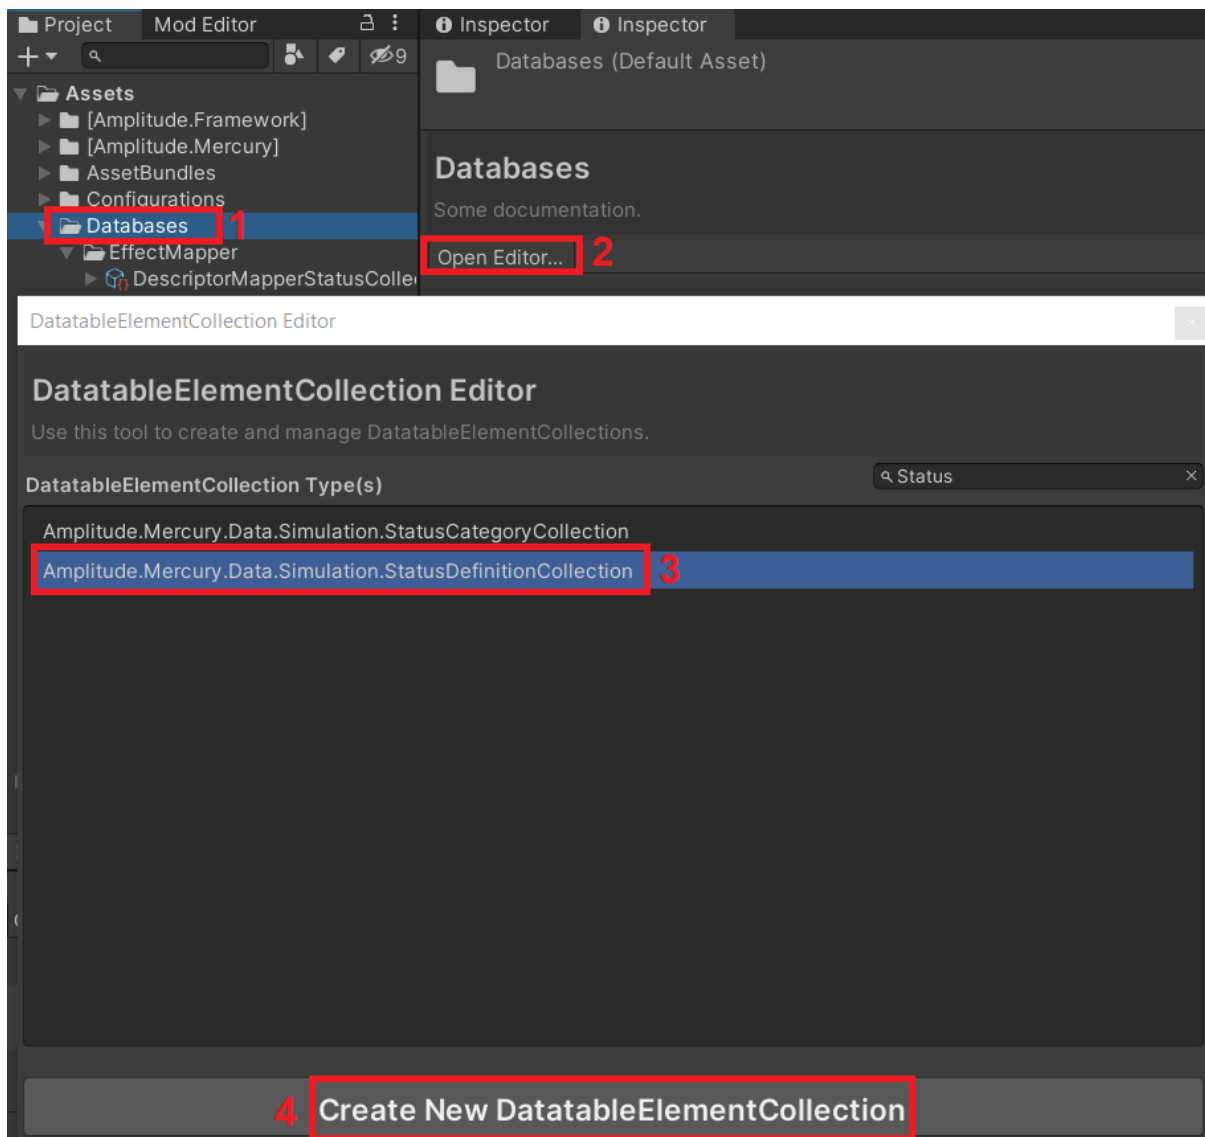 Project Mod Editor
9
Assets
[Amplitude.Framework]
[Amplitude.Mercury]
AssetBundles
Configurations
Databases 1
EffectMapper
DescriptorMapperStatusColle
Inspector Inspector
Databases (Default Asset)
Databases
Some documentation.
Open Editor... 2
DatatableElementCollection Editor
DatatableElementCollection Editor
Use this tool to create and manage DatatableElementCollections.
DatatableElementCollection Type(s) Status
Amplitude.Mercury.Data.Simulation.StatusCategoryCollection
Amplitude.Mercury.Data.Simulation.StatusDefinitionCollection 3
4 Create New DatatableElementCollection